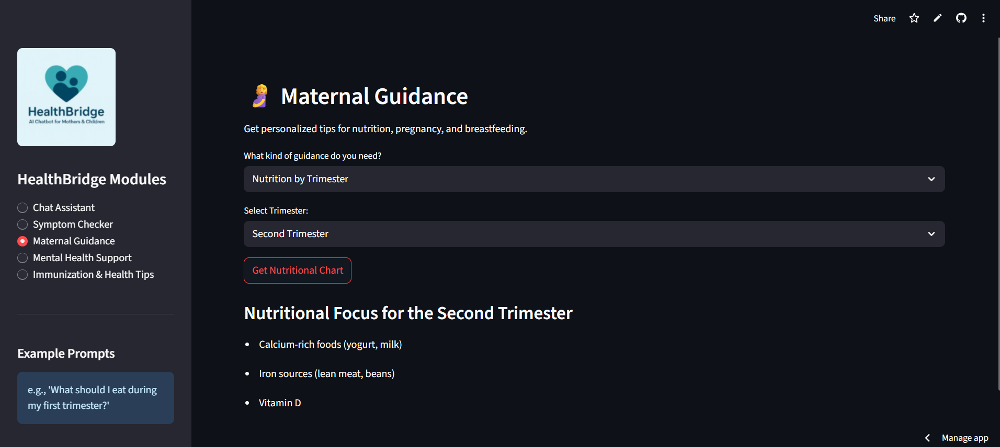 Share
HealthBridge
AI Chatbot for Mothers & Children
HealthBridge Modules
Chat Assistant
Symptom Checker
Maternal Guidance
Mental Health Support
Immunization & Health Tips
Example Prompts
e.g., 'What should I eat during
my first trimester?'
Maternal Guidance
Get personalized tips for nutrition, pregnancy, and breastfeeding.
What kind of guidance do you need?
Nutrition by Trimester
Select Trimester:
Second Trimester
Get Nutritional Chart
Nutritional Focus for the Second Trimester
Calcium-rich foods (yogurt, milk)
Iron sources (lean meat, beans)
Vitamin D
Manage app